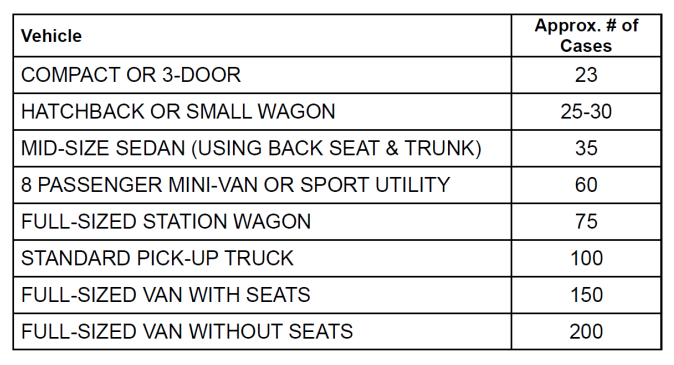 Vehicle Approx. # of
Cases
COMPACT OR 3-DOOR 23
HATCHBACK OR SMALL WAGON 25-30
MID-SIZE SEDAN (USING BACK SEAT & TRUNK) 35
8 PASSENGER MINI-VAN OR SPORT UTILITY 60
FULL-SIZED STATION WAGON 75
STANDARD PICK-UP TRUCK 100
FULL-SIZED VAN WITH SEATS 150
FULL-SIZED VAN WITHOUT SEATS 200